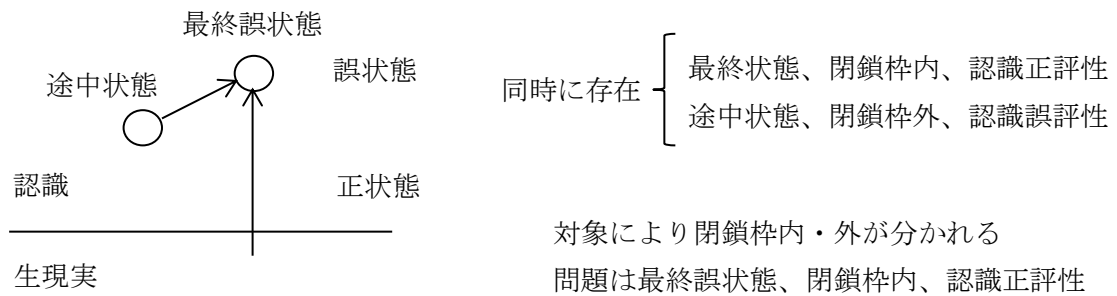 最終誤状態
途中状態
誤状態
認識
正状態
生現実
同時に存在
最終状態、閉鎖枠内、認識正評性
途中状態、閉鎖枠外、認識誤評性
対象により閉鎖枠内・外が分かれる
問題は最終誤状態、閉鎖枠内、認識正評性